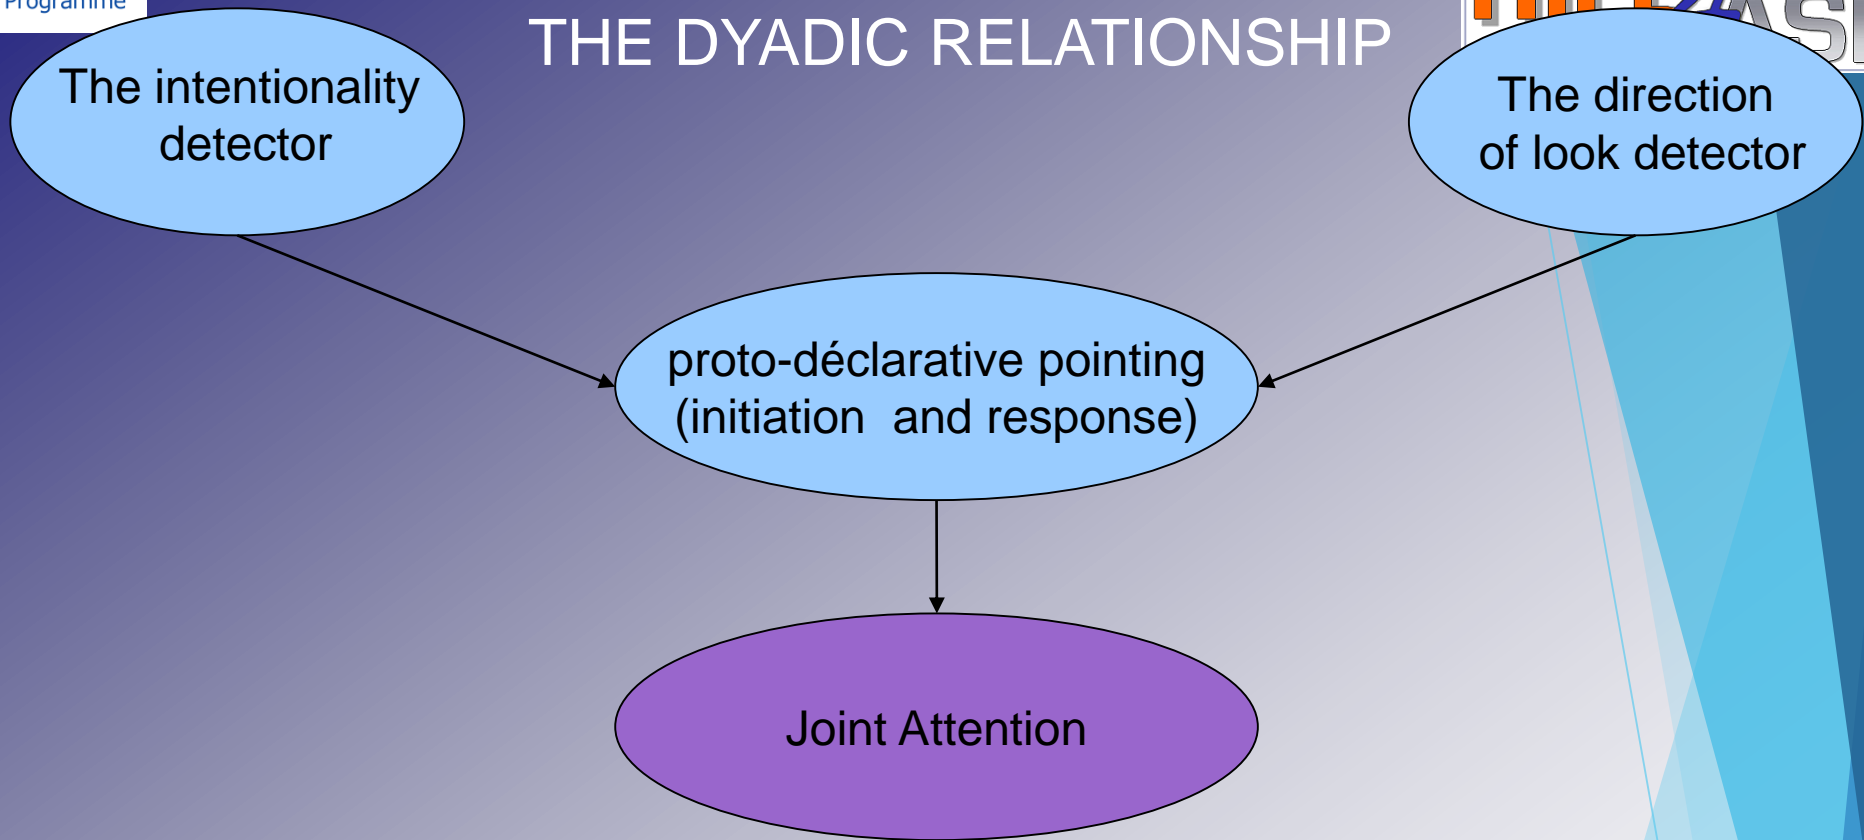 Programme
THE DYADIC RELATIONSHIP
The intentionality
detector
The direction
of look detector
proto-déclarative pointing
(initiation and response)
Joint Attention